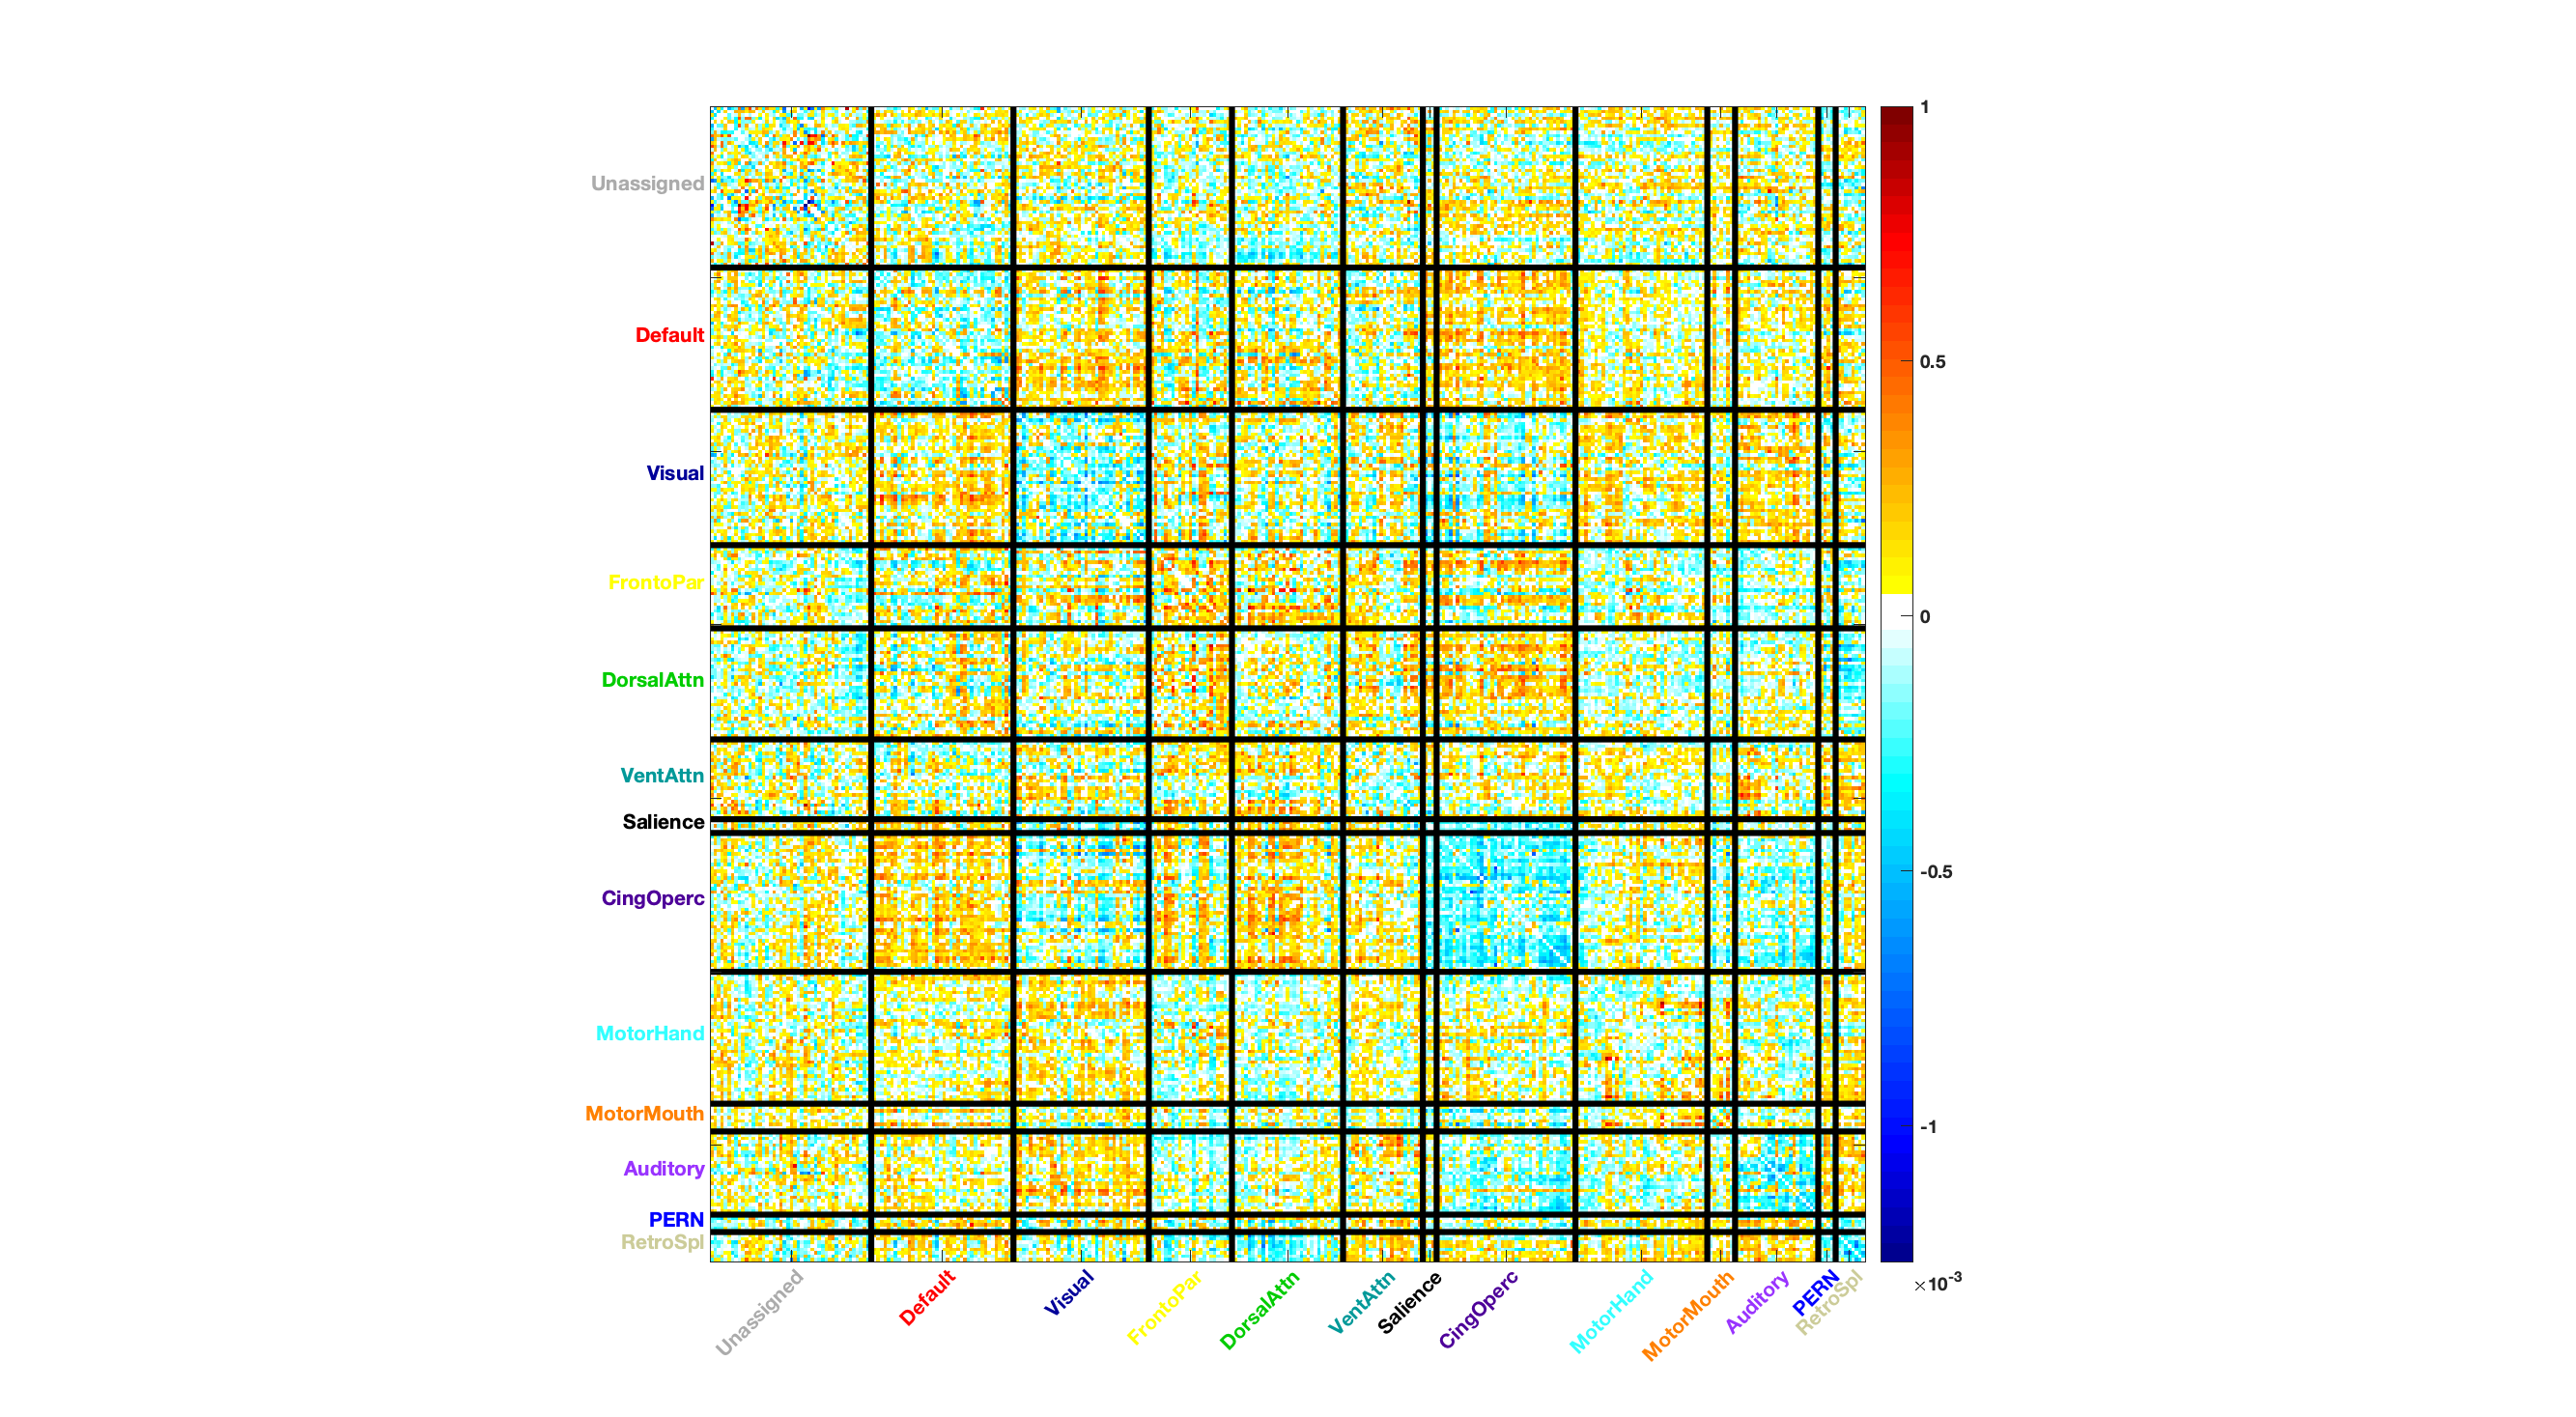 Unassigned
Default
Visual
FrontoPar
DorsalAttn
VentAttn
Salience
CingOperc
MotorHand
MotorMouth
Auditory
PERN
RetroSpl
Unassigned
Default
Visual
FrontoPar
DorsalAttn
VentAttn
Salience
CingOperc
MotorHand
MotorMouth
Auditory
PERN
RetroSpl
1
0.5
0
-0.5
-1
×10-3